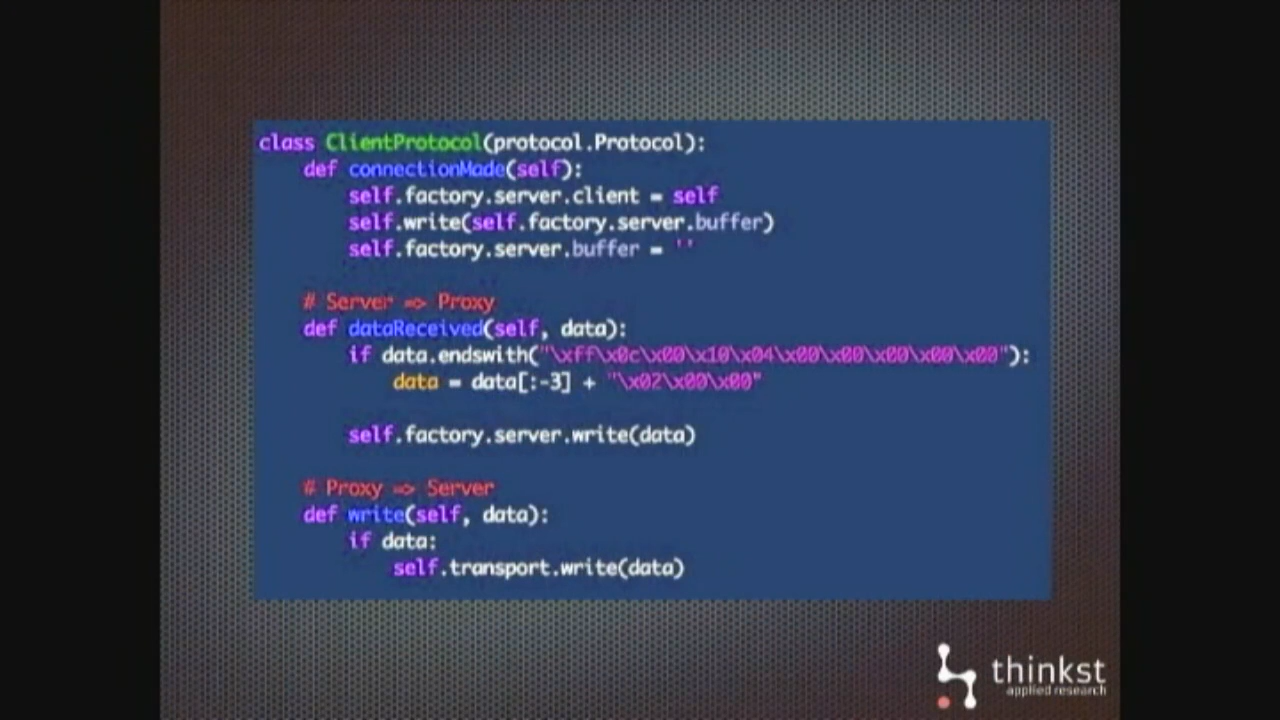 class ClientProtocol(protocol.Protocol):
    def connectionMade(self):
        self.factory.server.client = self
        self.write(self.factory.server.buffer)
        self.factory.server.buffer = ''
    # Server => Proxy
    def dataReceived(self, data):
        if data.endswith("\xff\x0c\x00\x10\x04\x00\x00\x00\x00\x00"):
            data = data[:-3] + "\x02\x00\x00"
        self.factory.server.write(data)
    # Proxy => Server
    def write(self, data):
        if data:
            self.transport.write(data)
thinkst
applied research